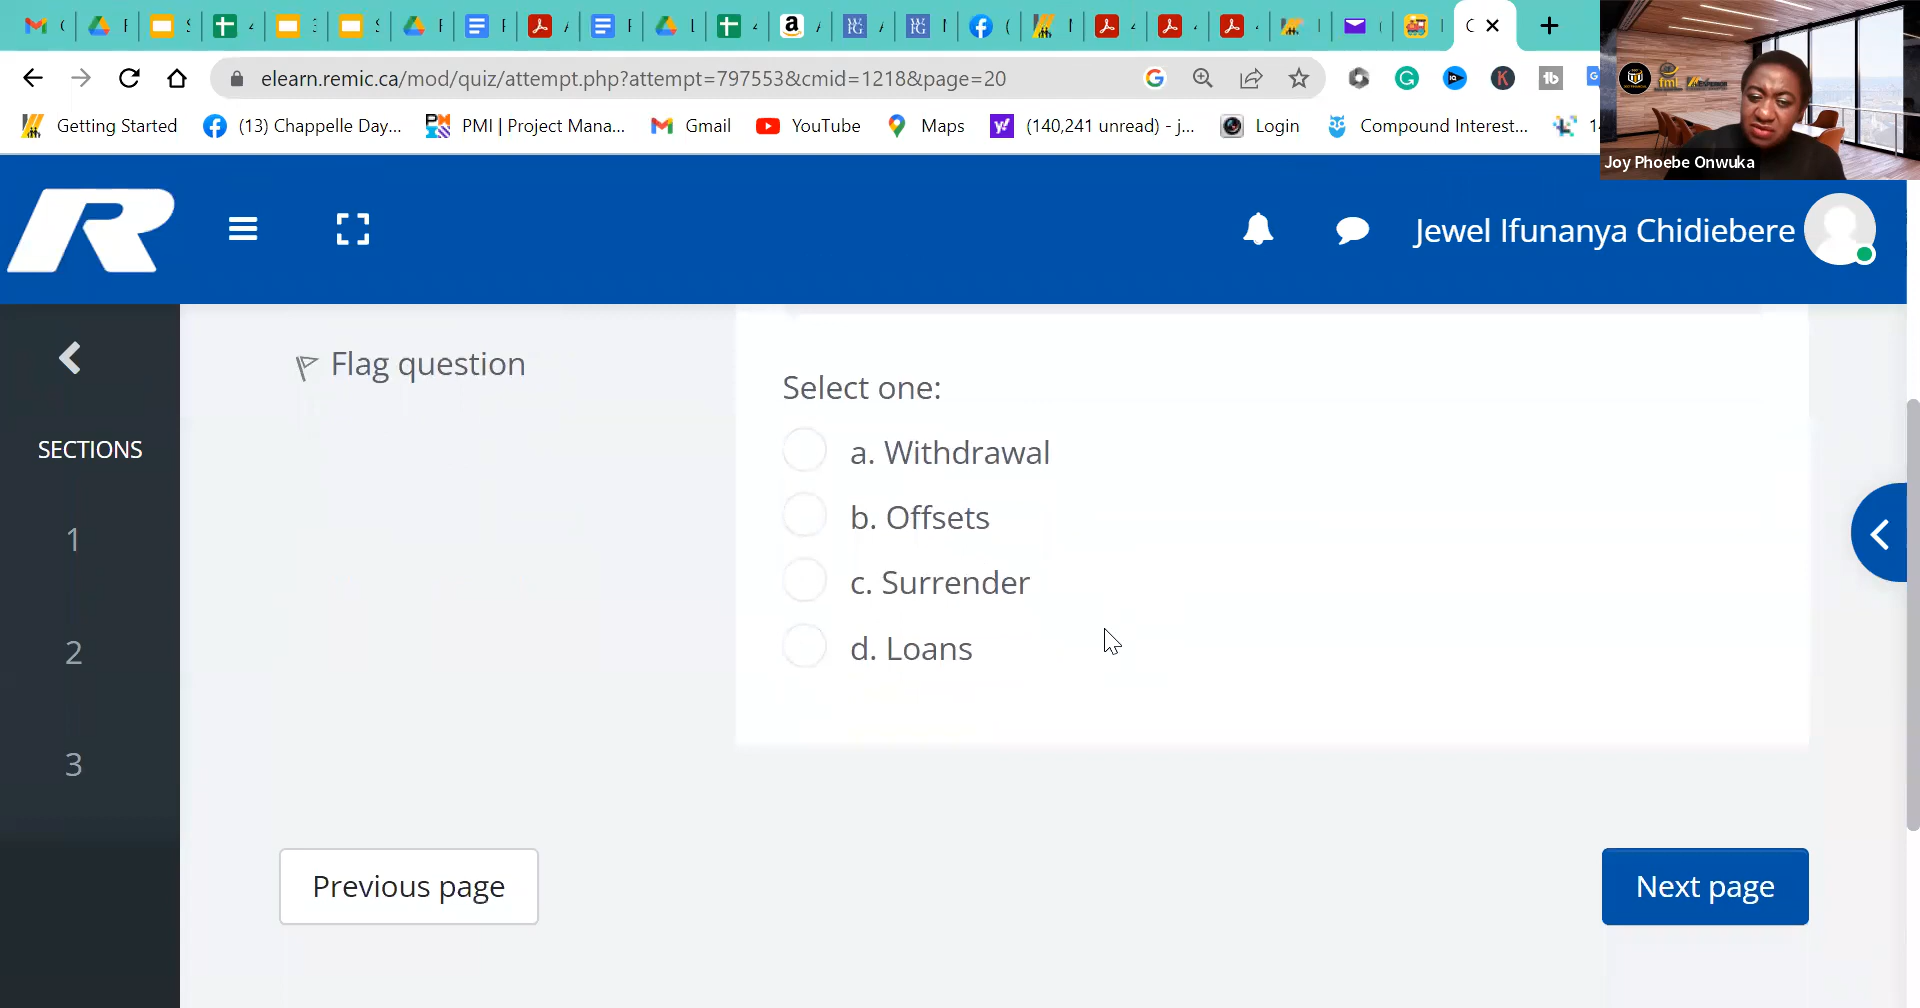 elearn.remic.ca/mod/quiz/attempt.php?attempt=797553&cmid=1218&page=20
Getting Started
(13) Chappelle Day...
PMI | Project Mana...
Gmail
YouTube
Maps
(140,241 unread) - j...
Login
Compound Interest...
Joy Phoebe Onwuka
Jewel Ifunanya Chidiebere
Flag question
SECTIONS
1
2
3
Select one:
a. Withdrawal
b. Offsets
c. Surrender
d. Loans
Previous page
Next page